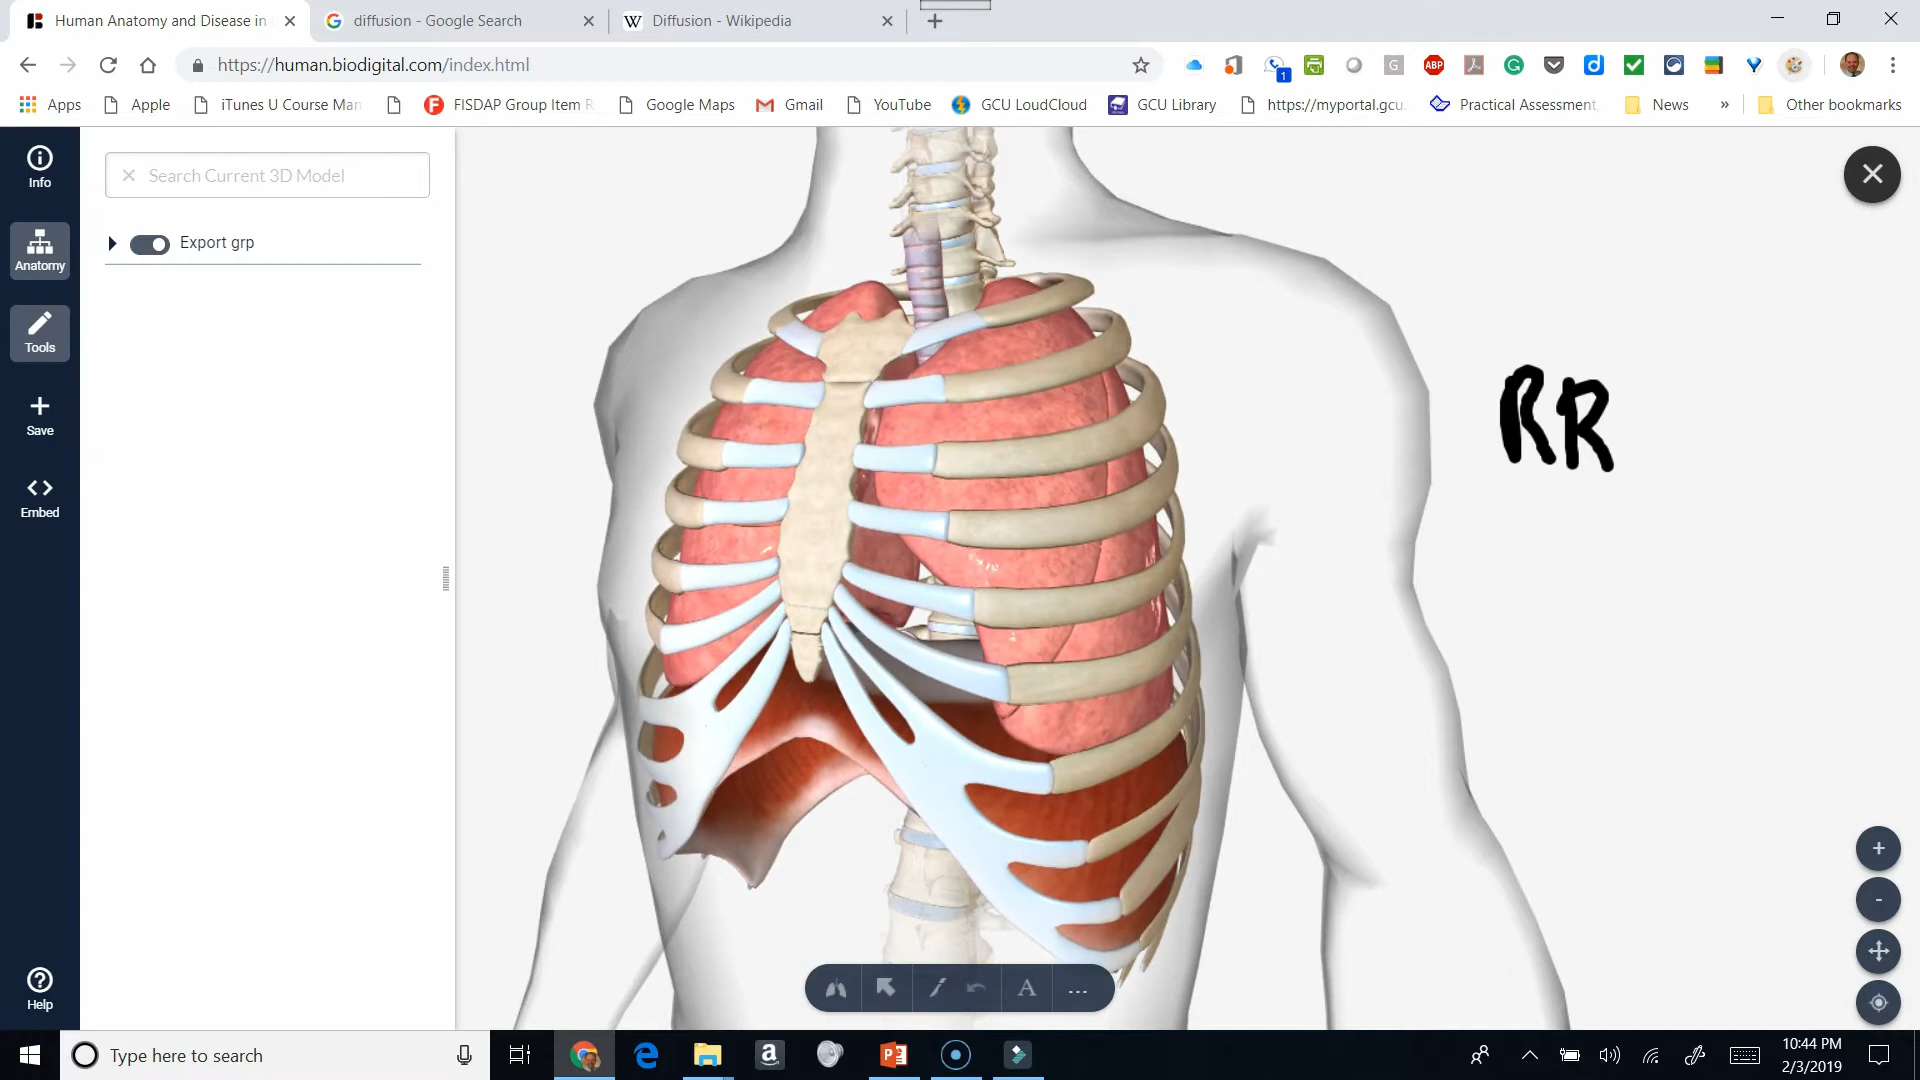 Human Anatomy and Disease in
diffusion - Google Search
Diffusion - Wikipedia
https://human.biodigital.com/index.html
Apps
Apple
iTunes U Course Man
FISDAP Group Item R
Google Maps
Gmail
YouTube
GCU LoudCloud
GCU Library
https://myportal.gcu.
Practical Assessment,
News
»
Other bookmarks
Info
Search Current 3D Model
Anatomy
Export grp
Tools
RR
Save
Embed
Help
A
...
Type here to search
10:44 PM
2/3/2019
ABP
1